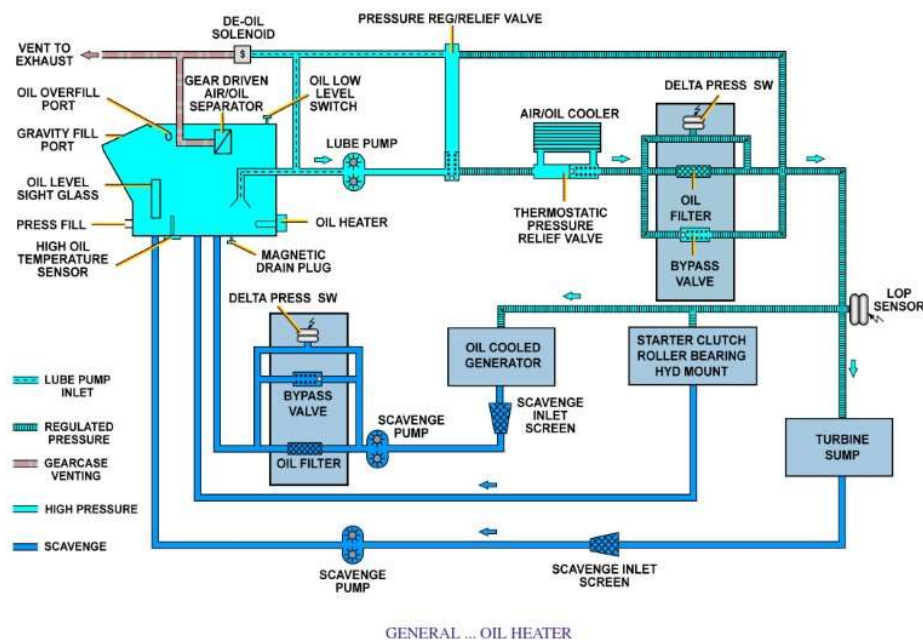 PRESSURE REG/RELIEF VALVE
DE-OIL
SOLENOID
VENT TO
EXHAUST
S
GEAR DRIVEN
AIR/OIL
SEPARATOR
OIL LOW
LEVEL
SWITCH
OIL OVERFILL
PORT
GRAVITY FILL
PORT
DELTA PRESS SW
AIR/OIL COOLER
LUBE PUMP
OIL LEVEL
SIGHT GLASS
PRESS FILL
HIGH OIL
TEMPERATURE
SENSOR
OIL HEATER
MAGNETIC
DRAIN PLUG
THERMOSTATIC
PRESSURE
RELIEF VALVE
OIL
FILTER
BYPASS
VALVE
LOP
SENSOR
DELTA PRESS SW
OIL COOLED
GENERATOR
STARTER CLUTCH
ROLLER BEARING
HYD MOUNT
BYPASS
VALVE
SCAVENGE
PUMP
SCAVENGE
INLET
SCREEN
OIL FILTER
TURBINE
SUMP
LUBE PUMP
INLET
REGULATED
PRESSURE
GEARCASE
VENTING
HIGH PRESSURE
SCAVENGE
SCAVENGE
PUMP
SCAVENGE INLET
SCREEN
GENERAL ... OIL HEATER